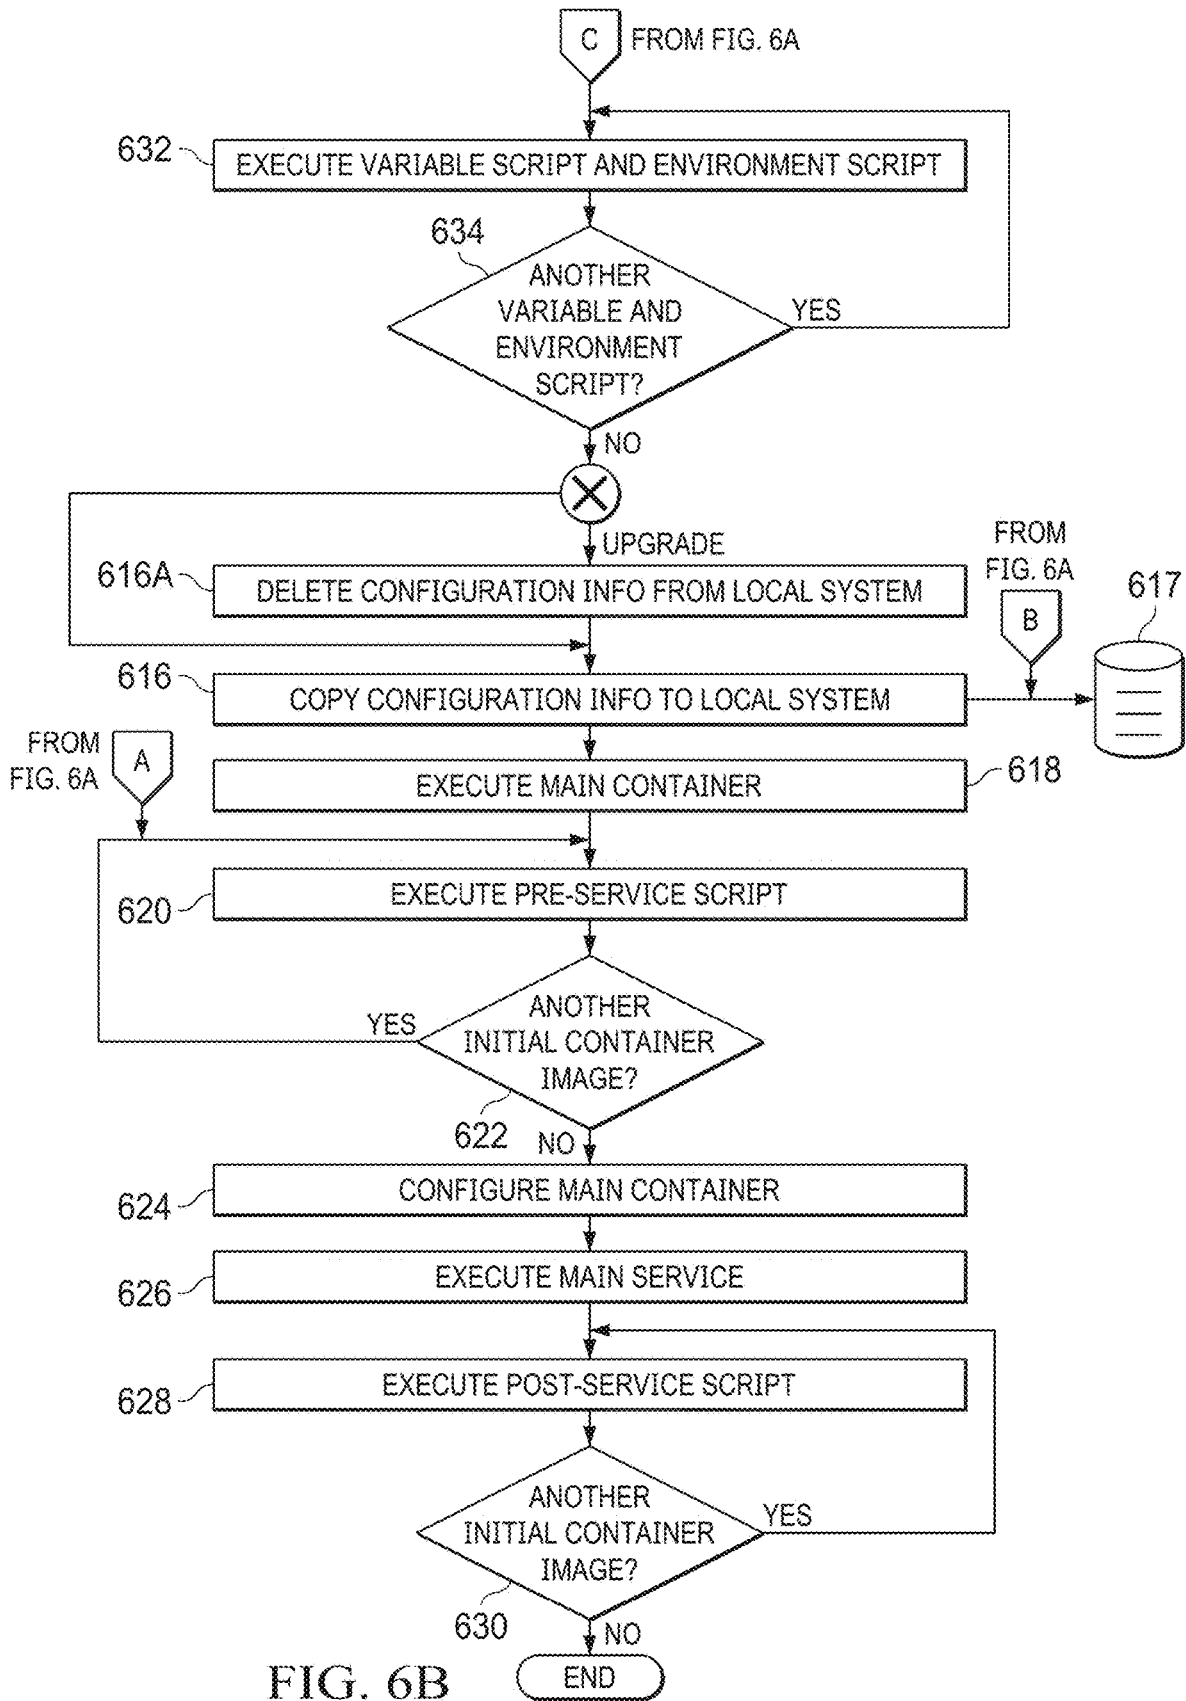 C FROM FIG. 6A
632
EXECUTE VARIABLE SCRIPT AND ENVIRONMENT SCRIPT
634
ANOTHER
VARIABLE AND
ENVIRONMENT
SCRIPT?
YES
NO
UPGRADE
616A
DELETE CONFIGURATION INFO FROM LOCAL SYSTEM
FROM
FIG. 6A
B
617
616
COPY CONFIGURATION INFO TO LOCAL SYSTEM
FROM
FIG. 6A
A
EXECUTE MAIN CONTAINER
618
620
EXECUTE PRE-SERVICE SCRIPT
ANOTHER
INITIAL CONTAINER
IMAGE?
YES
622
NO
624
CONFIGURE MAIN CONTAINER
626
EXECUTE MAIN SERVICE
628
EXECUTE POST-SERVICE SCRIPT
ANOTHER
INITIAL CONTAINER
IMAGE?
YES
630
NO
END
FIG. 6B